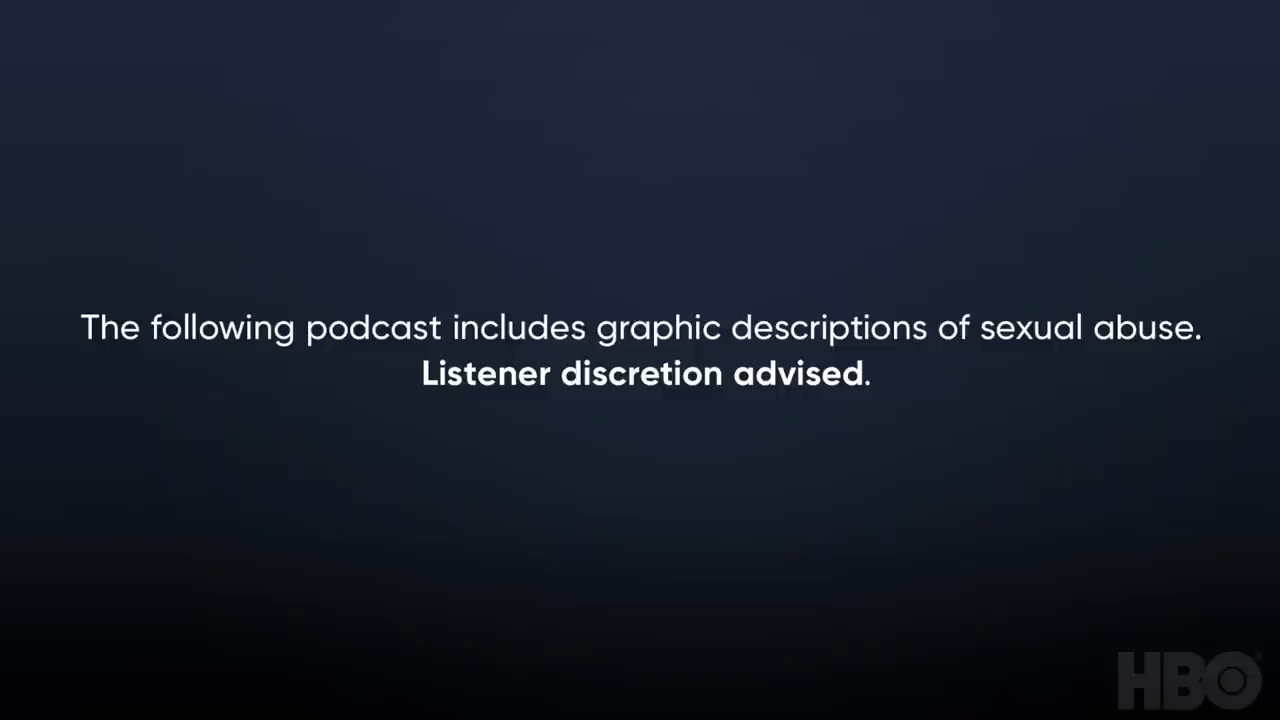 The following podcast includes graphic descriptions of sexual abuse.
Listener discretion advised.
HBO